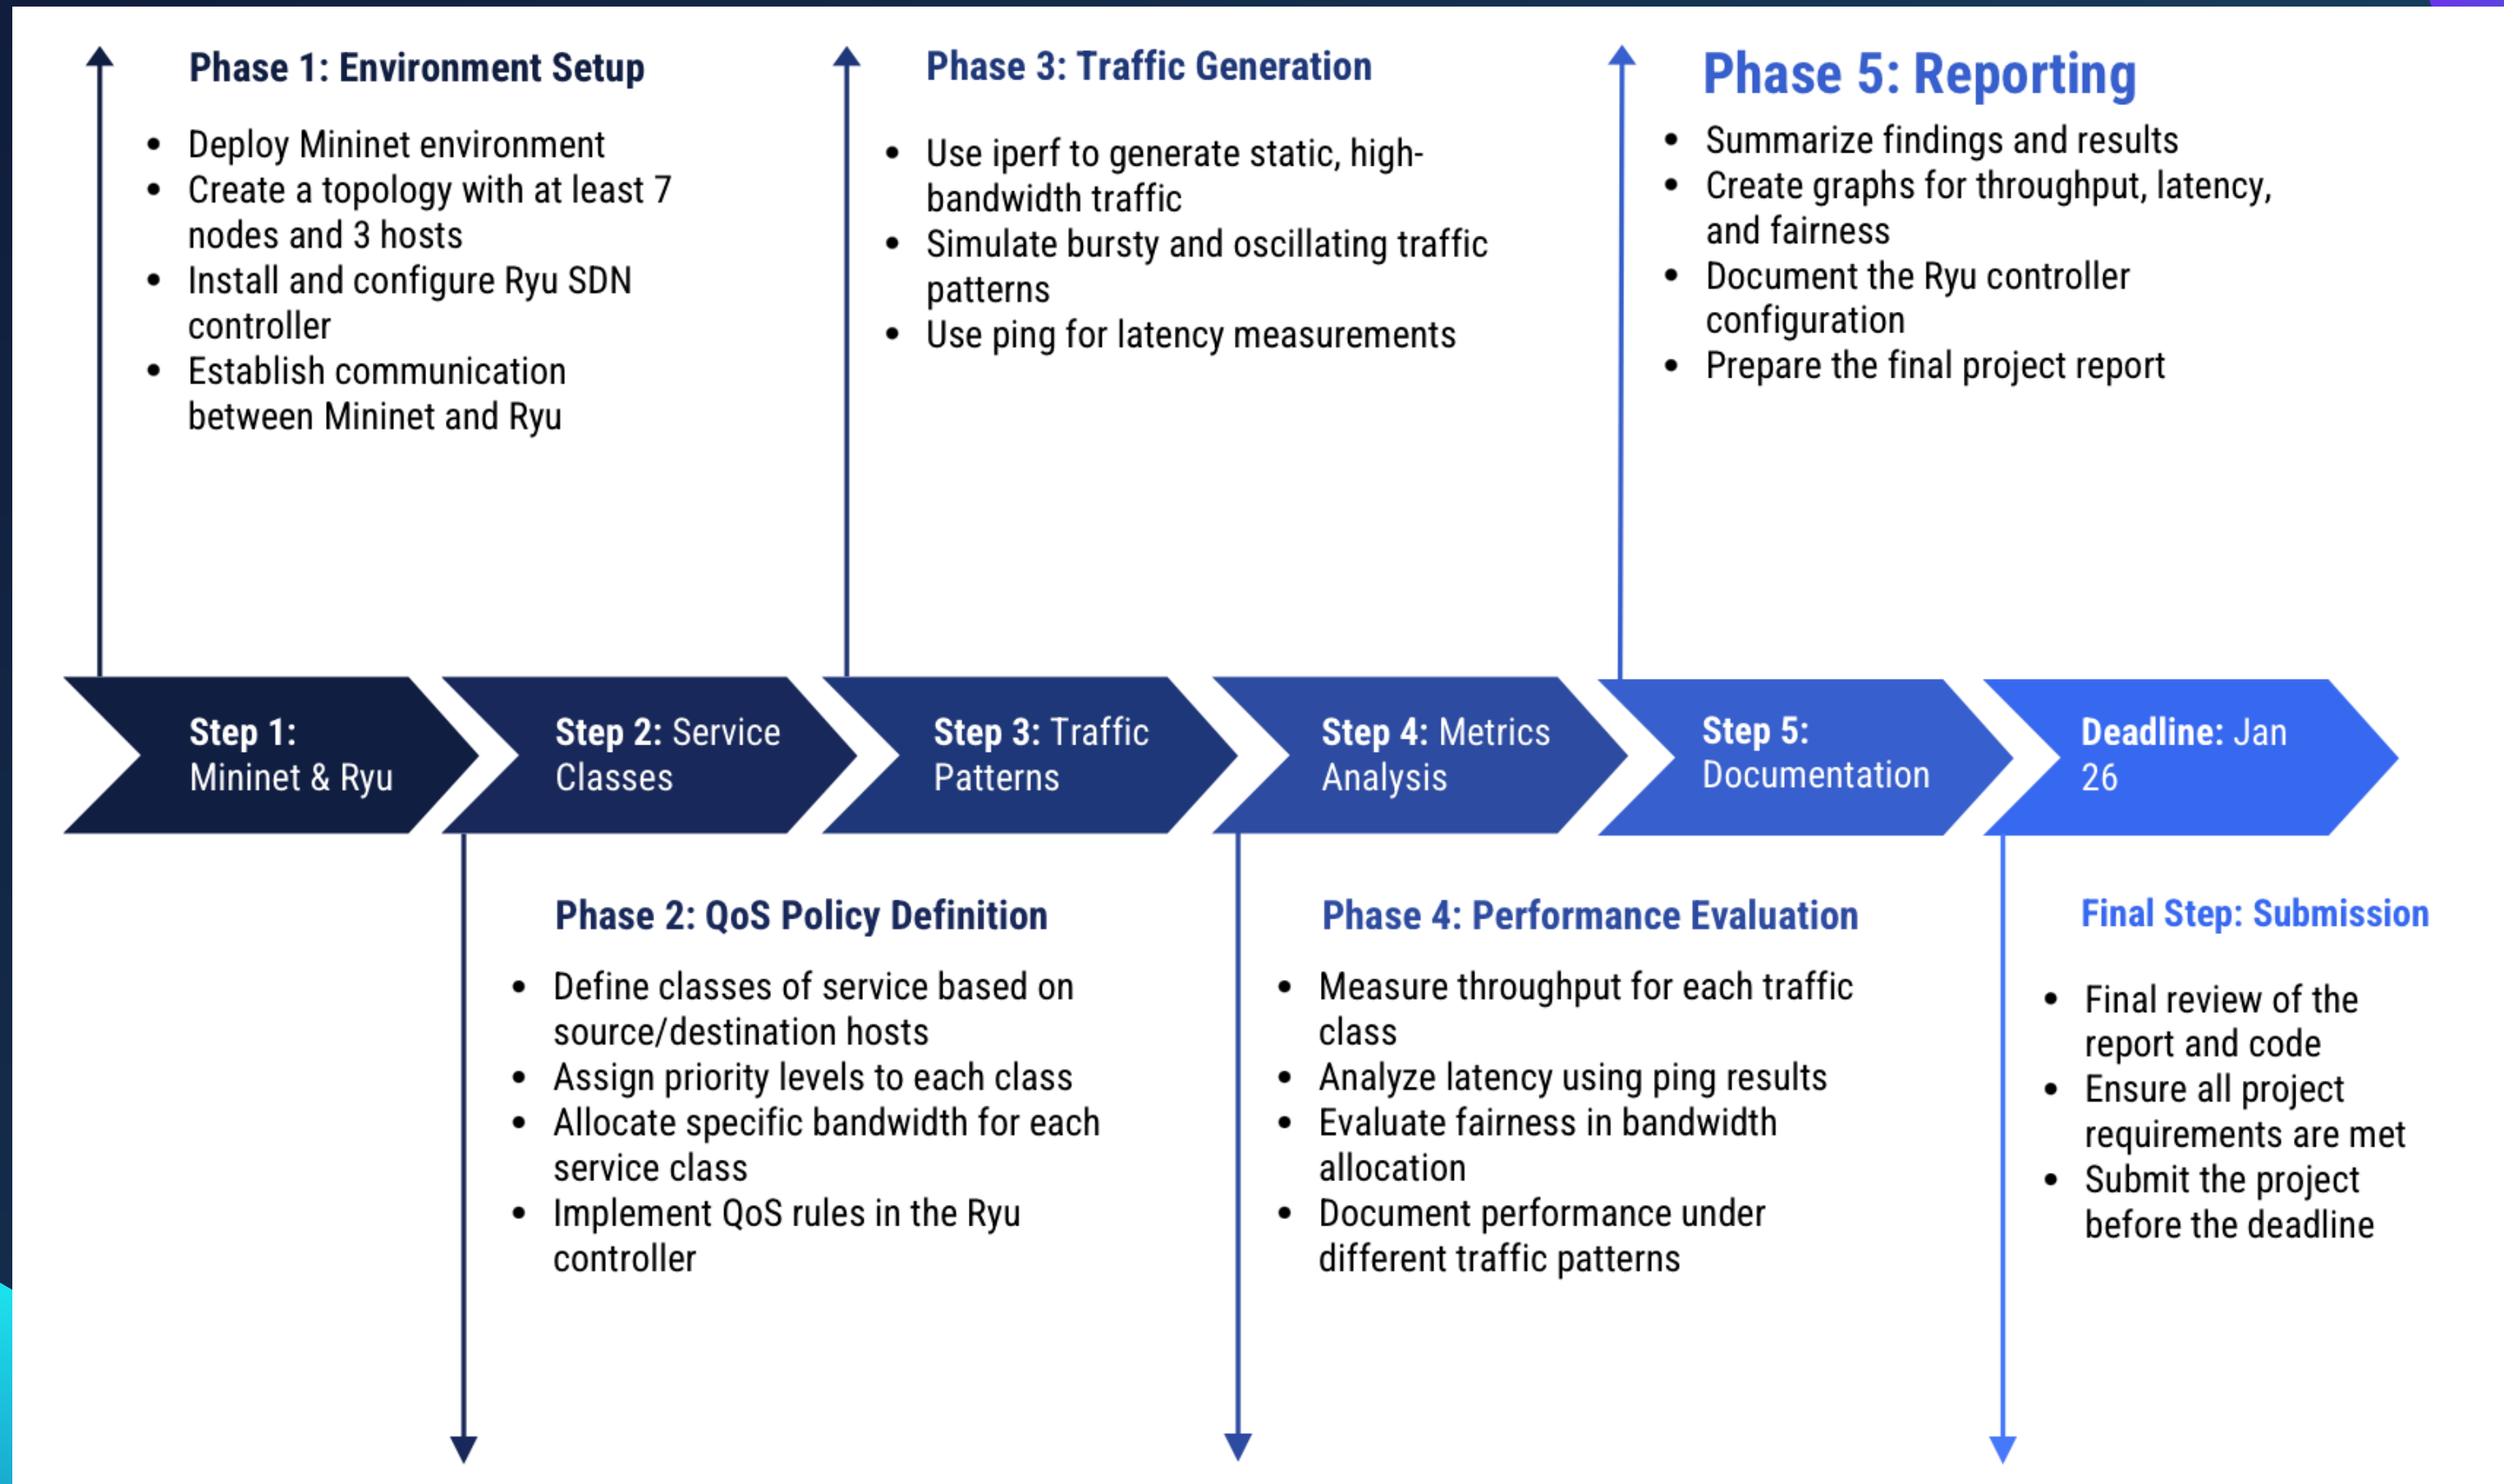 Phase 1: Environment Setup
• Deploy Mininet environment
• Create a topology with at least 7
nodes and 3 hosts
• Install and configure Ryu SDN
controller
• Establish communication
between Mininet and Ryu
Phase 3: Traffic Generation
• Use iperf to generate static, high-
bandwidth traffic
• Simulate bursty and oscillating traffic
patterns
• Use ping for latency measurements
Phase 5: Reporting
• Summarize findings and results
• Create graphs for throughput, latency,
and fairness
• Document the Ryu controller
configuration
• Prepare the final project report
Step 1:
Mininet & Ryu
Step 2: Service
Classes
Step 3: Traffic
Patterns
Step 4: Metrics
Analysis
Step 5:
Documentation
Deadline: Jan
26
Phase 2: QoS Policy Definition
• Define classes of service based on
source/destination hosts
• Assign priority levels to each class
• Allocate specific bandwidth for each
service class
• Implement QoS rules in the Ryu
controller
Phase 4: Performance Evaluation
• Measure throughput for each traffic
class
• Analyze latency using ping results
• Evaluate fairness in bandwidth
allocation
• Document performance under
different traffic patterns
Final Step: Submission
• Final review of the
report and code
• Ensure all project
requirements are met
• Submit the project
before the deadline